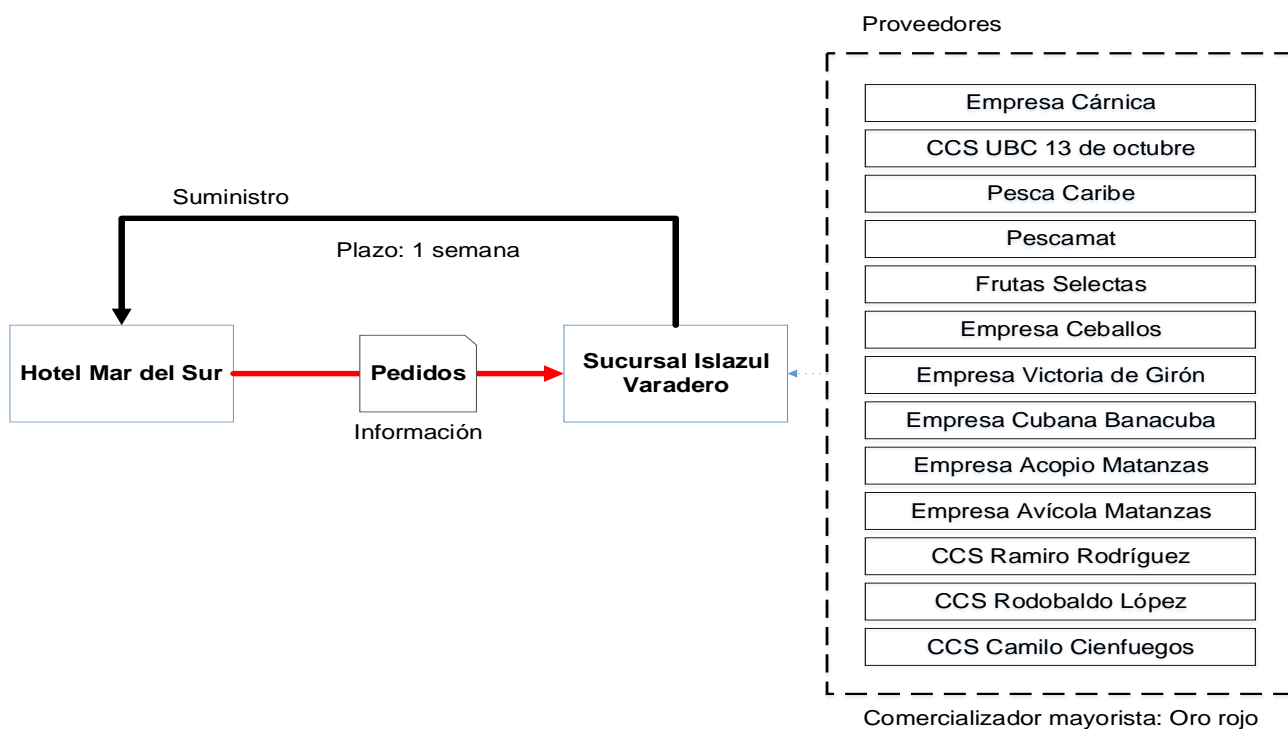 Proveedores
Empresa Cárnica
CCS UBC 13 de octubre
Pesca Caribe
Pescamat
Frutas Selectas
Empresa Ceballos
Empresa Victoria de Girón
Empresa Cubana Banacuba
Empresa Acopio Matanzas
Empresa Avícola Matanzas
CCS Ramiro Rodríguez
CCS Rodobaldo López
CCS Camilo Cienfuegos
Comercializador mayorista: Oro rojo
Suministro
Plazo: 1 semana
Hotel Mar del Sur
Pedidos
Información
Sucursal Islazul
Varadero